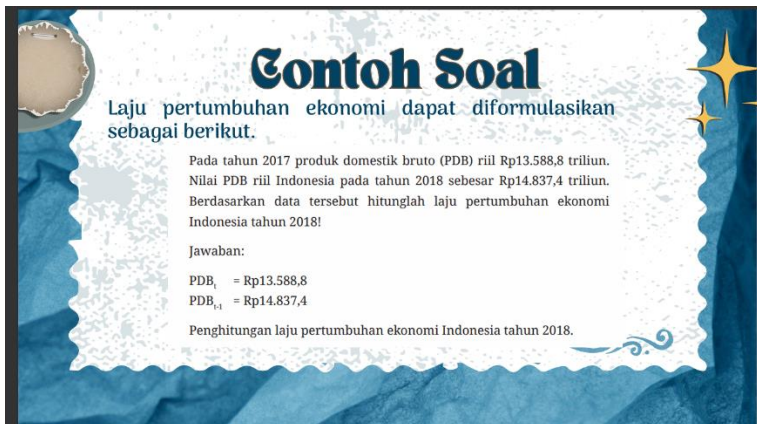 Contoh Soal
Laju pertumbuhan ekonomi dapat diformulasikan
sebagai berikut.
Pada tahun 2017 produk domestik bruto (PDB) riil Rp13.588,8 triliun.
Nilai PDB riil Indonesia pada tahun 2018 sebesar Rp14.837,4 triliun.
Berdasarkan data tersebut hitunglah laju pertumbuhan ekonomi
Indonesia tahun 2018!
Jawaban:
PDBt = Rp13.588,8
PDBt-1 = Rp14.837,4
Penghitungan laju pertumbuhan ekonomi Indonesia tahun 2018.